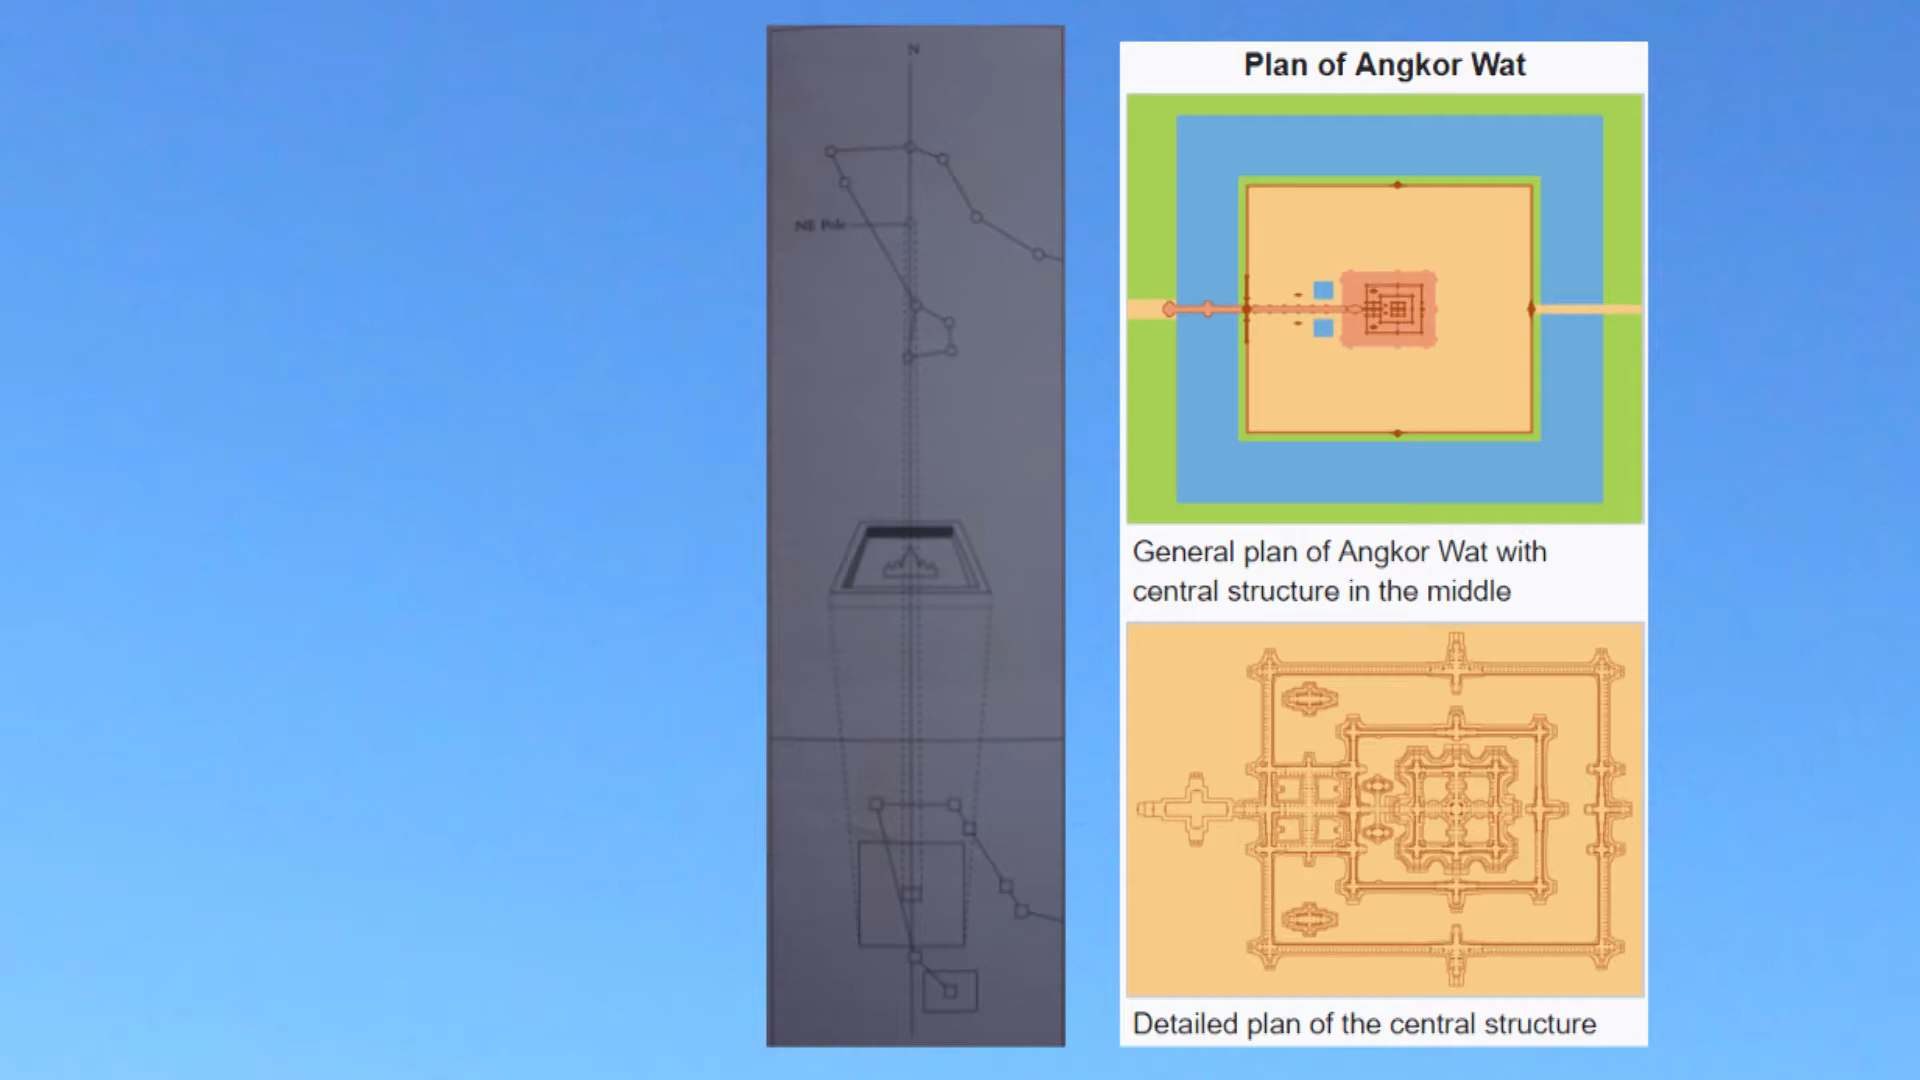 N
NE Pole
Plan of Angkor Wat
General plan of Angkor Wat with
central structure in the middle
Detailed plan of the central structure